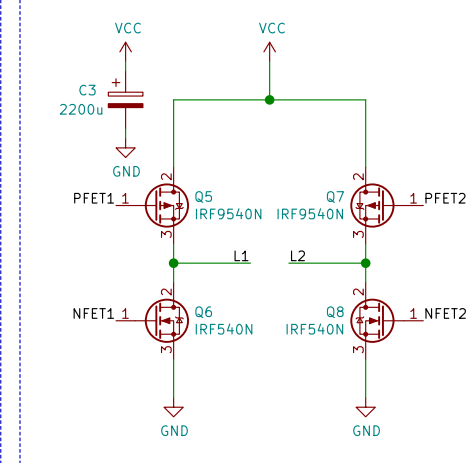 VCC
VCC
C3
2200u
+
GND
PFET1
1
2
3
Q5
IRF9540N
Q7
IRF9540N
2
3
1
PFET2
L1
L2
NFET1
1
2
3
Q6
IRF540N
Q8
IRF540N
2
3
1
NFET2
GND
GND